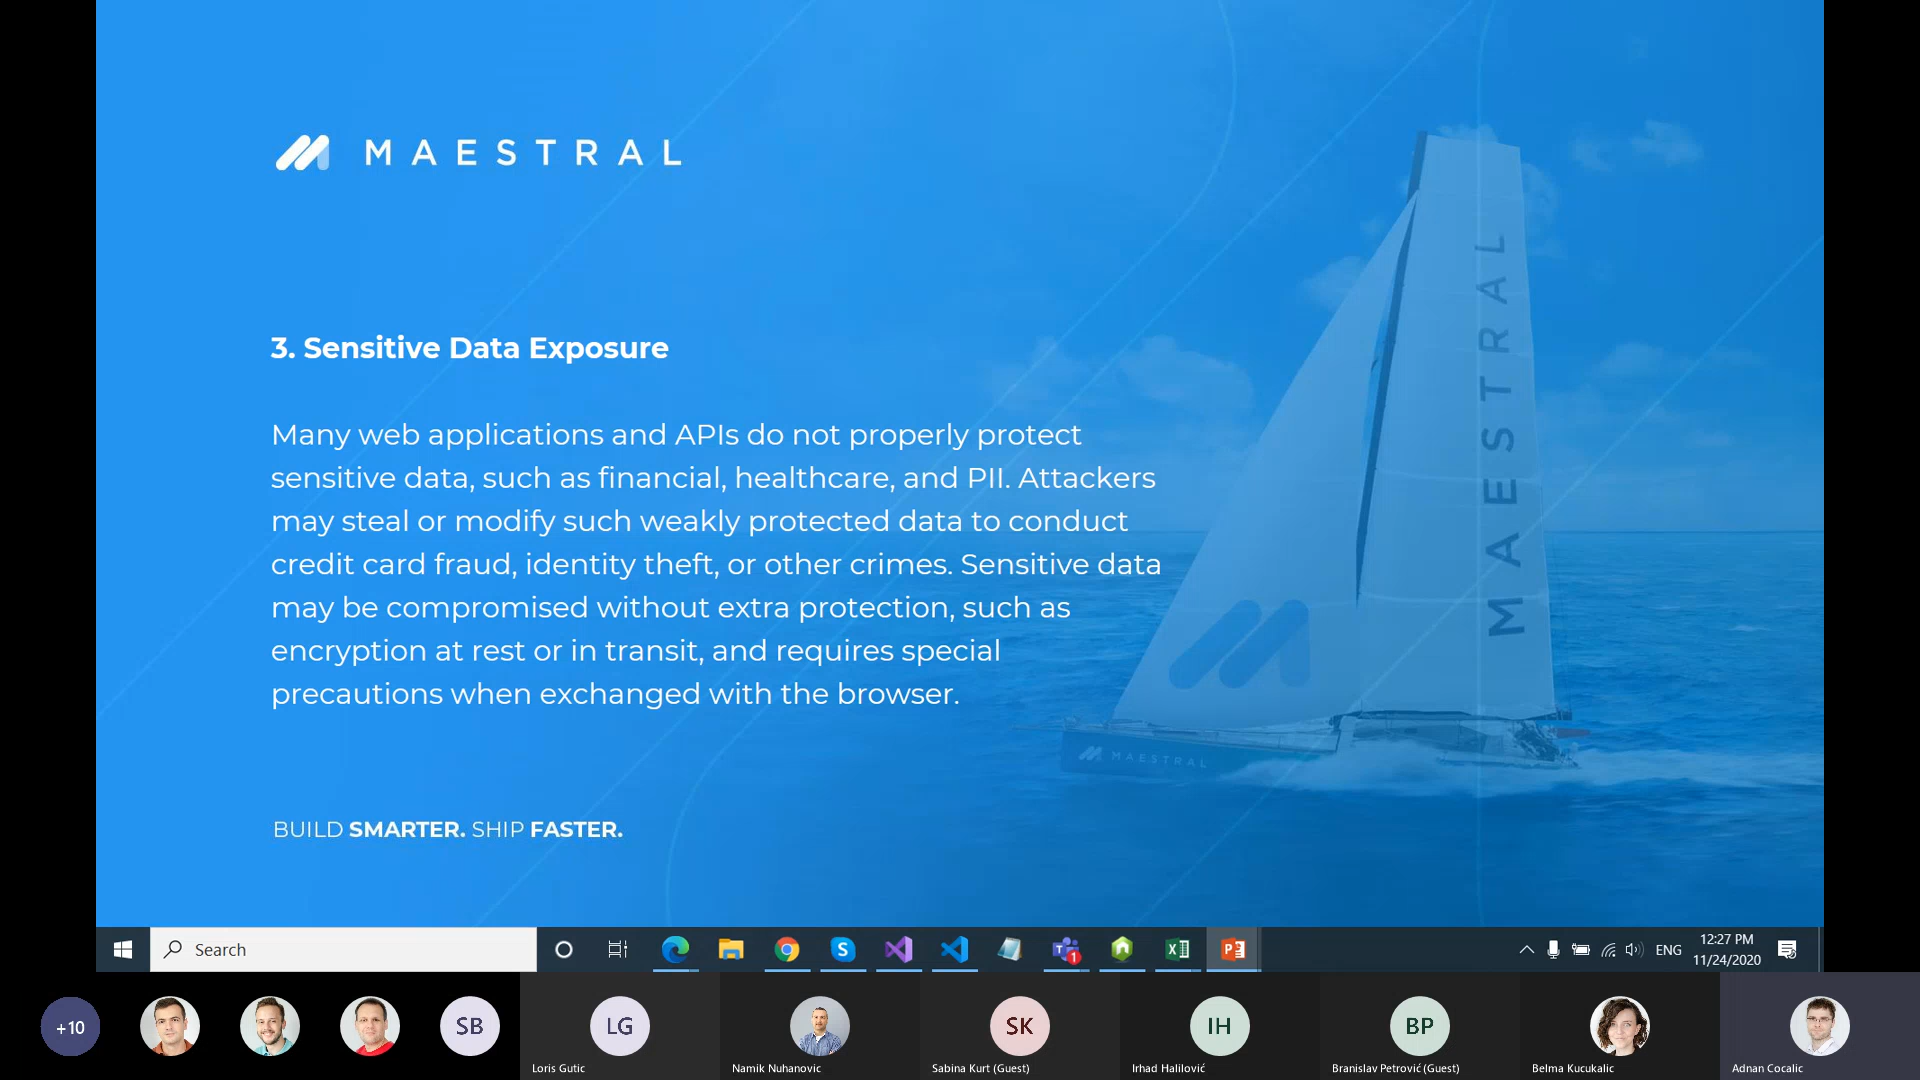 MAESTRAL
MAESTRAL
3. Sensitive Data Exposure
Many web applications and APIs do not properly protect
sensitive data, such as financial, healthcare, and PII. Attackers
may steal or modify such weakly protected data to conduct
credit card fraud, identity theft, or other crimes. Sensitive data
may be compromised without extra protection, such as
encryption at rest or in transit, and requires special
precautions when exchanged with the browser.
MAESTRAL
BUILD SMARTER. SHIP FASTER.
Search
1
ENG
12:27 PM
11/24/2020
+10
SB
LG
SK
IH
BP
Loris Gutic
Namik Nuhanovic
Sabina Kurt (Guest)
Irhad Halilović
Branislav Petrović (Guest)
Belma Kucukalic
Adnan Cocalic